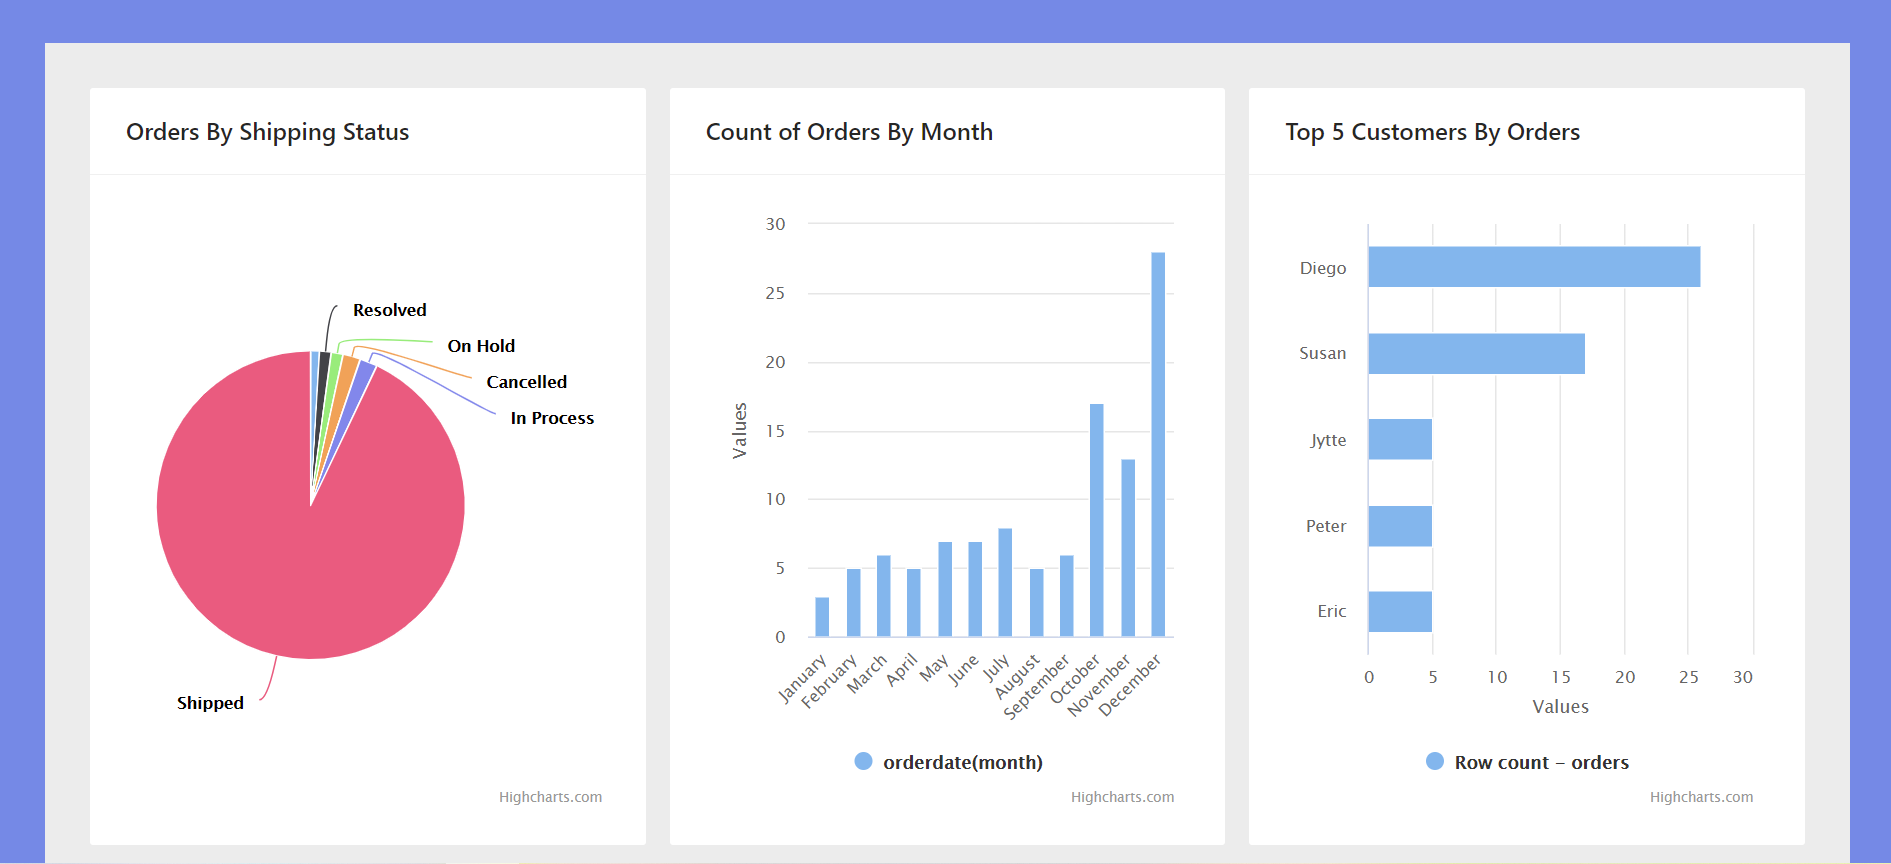 Orders By Shipping Status
Resolved
On Hold
Cancelled
In Process
Shipped
Highcharts.com
Count of Orders By Month
30
25
20
15
10
5
0
Values
January
February
March
April
May
June
July
August
September
October
November
December
orderdate(month)
Highcharts.com
Top 5 Customers By Orders
Diego
Susan
Jytte
Peter
Eric
0 5 10 15 20 25 30
Values
Row count - orders
Highcharts.com